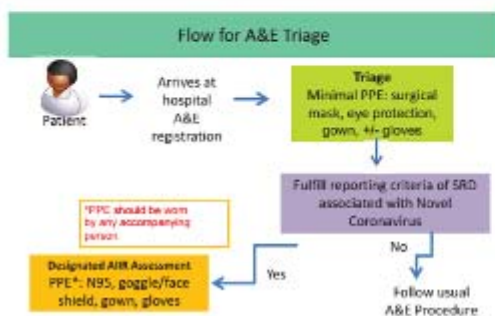 Flow for A&E Triage
Patient
Arrives at
hospital
A&E
registration
Triage
Minimal PPE: surgical
mask, eye protection,
gown, +/- gloves
Fulfill reporting criteria of SRD
associated with Novel
Coronavirus
*PPE should be worn
by any accompanying
person
No
Yes
Designated AIIR Assessment
PPE*: N95, goggle/face
shield, gown, gloves
Follow usual
A&E Procedure